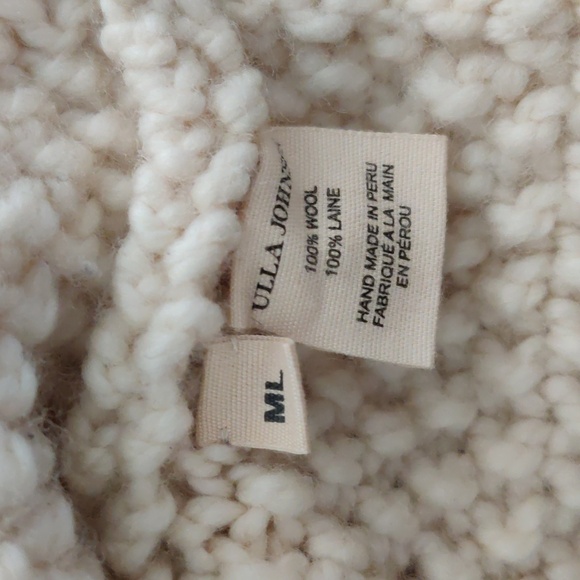 ULLA
100% WOOL
100% LAINE
HAND MADE IN PERU
FABRIQUÉ A LA MAIN
EN PÉROU
ML